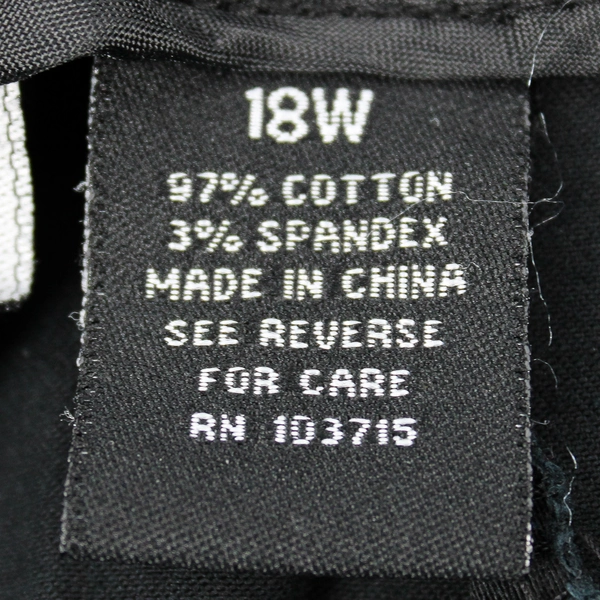 18W
97% COTTON
3% SPANDEX
MADE IN CHINA
SEE REVERSE
FOR CARE
RN 103715